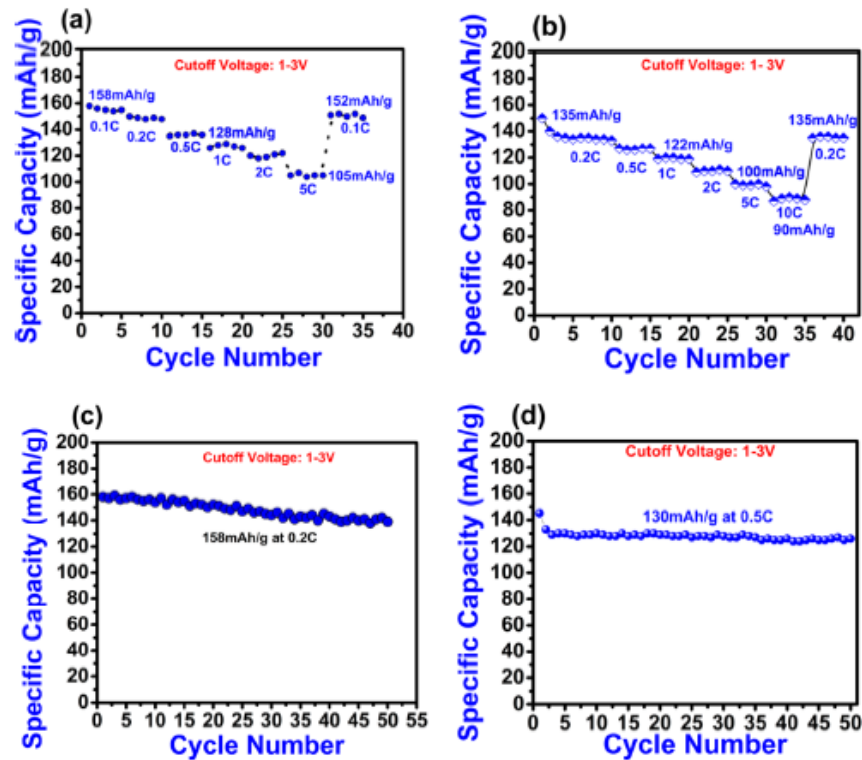 (a)
Cutoff Voltage: 1-3V
158mAh/g
0.1C
0.2C
0.5C
128mAh/g
1C
2C
5C
105mAh/g
152mAh/g
0.1C
Specific Capacity (mAh/g)
200
180
160
140
120
100
80
60
40
20
0
0 5 10 15 20 25 30 35 40
Cycle Number
(b)
Cutoff Voltage: 1- 3V
135mAh/g
0.2C
0.5C
122mAh/g
1C
2C
100mAh/g
5C
10C
90mAh/g
135mAh/g
0.2C
Specific Capacity (mAh/g)
200
180
160
140
120
100
80
60
40
20
0
0 5 10 15 20 25 30 35 40
Cycle Number
(c)
Cutoff Voltage: 1-3V
158mAh/g at 0.2C
Specific Capacity (mAh/g)
200
180
160
140
120
100
80
60
40
20
0
0 5 10 15 20 25 30 35 40 45 50 55
Cycle Number
(d)
Cutoff Voltage: 1-3V
130mAh/g at 0.5C
Specific Capacity (mAh/g)
200
180
160
140
120
100
80
60
40
20
0
0 5 10 15 20 25 30 35 40 45 50
Cycle Number